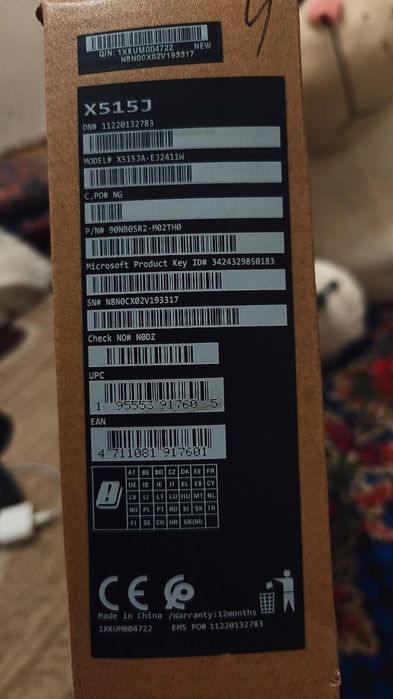 Q/N: 1XKUM004722 NEW
N8N0CX02V193317
X515J
DN# 11220132783
MODEL# X515JA-EJ2411W
C.PO# NG
P/N# 90NB0SR2-M02TH0
Microsoft Product Key ID# 3424329850183
SN# N8N0CX02V193317
Check NO# N0DZ
UPC
1 95553 91760 5
EAN
4 711081 917601
AT BE BG CZ DK EE FR
DE IS IE IT EL ES CY
LV LI LT LU HU MT NL
NO PL PT RO SI SK TR
FI SE CH HR UK(NI)
CE
Made in China /Warranty:12months
1XKUM004722 EMS PO# 11220132783